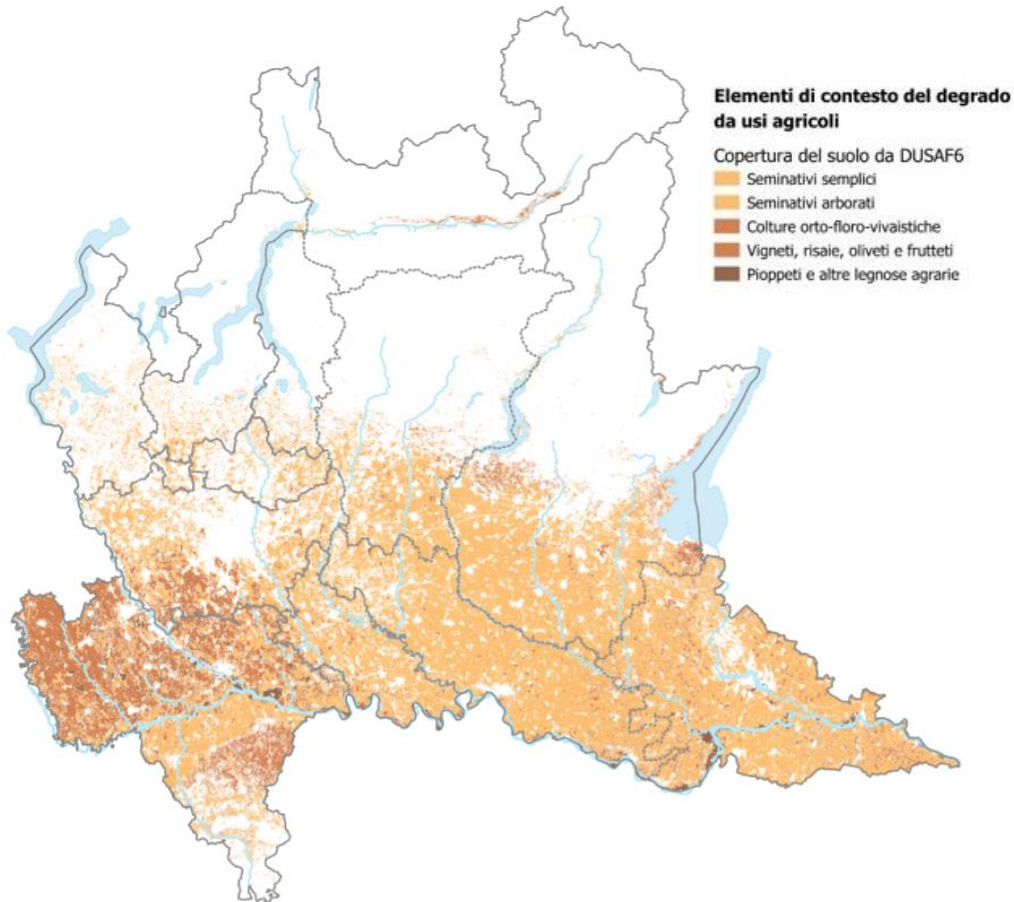 Elementi di contesto del degrado
da usi agricoli
Copertura del suolo da DUSAF6
Seminativi semplici
Seminativi arborati
Colture orto-floro-vivaistiche
Vigneti, risaie, oliveti e frutteti
Pioppeti e altre legnose agrarie